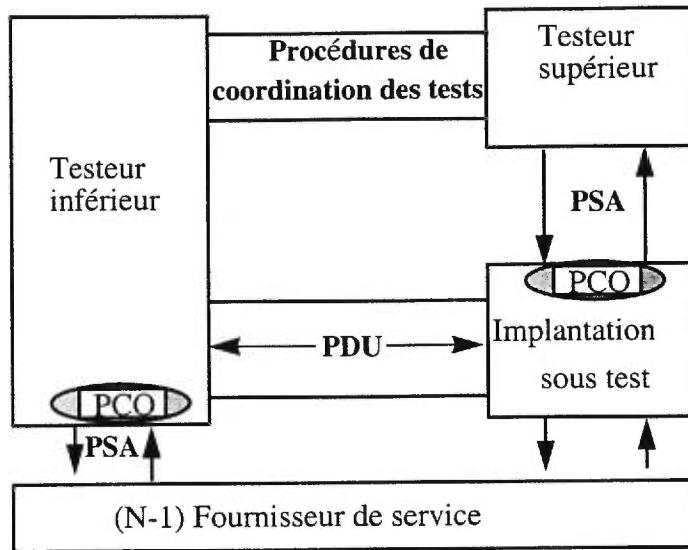 Procédures de
coordination des tests
Testeur
supérieur
Testeur
inférieur
PSA
PCO
PDU
Implantation
sous test
PCO
PSA
(N-1) Fournisseur de service